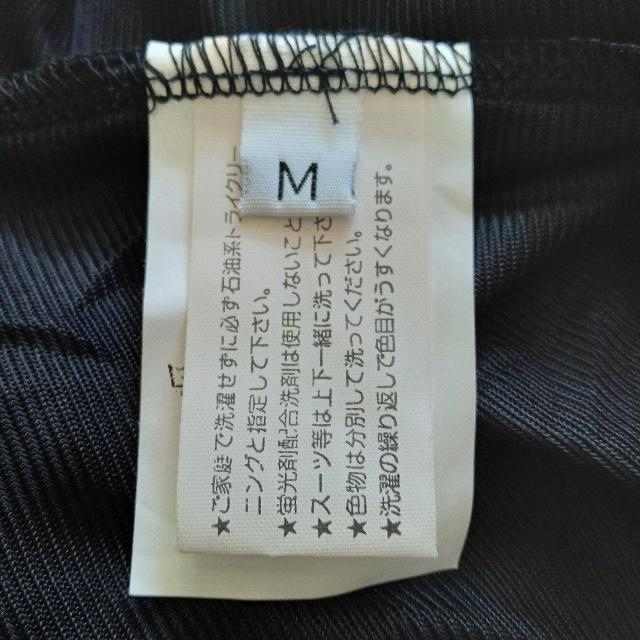 M
★ご家庭で洗濯せずに必ず石油系ドライクリー
ニングと指定して下さい。
★蛍光剤配合洗剤は使用しないこと
★スーツ等は上下一緒に洗って下さ
★色物は分別して洗ってください。
★洗濯の繰り返しで色目がうすくなります。